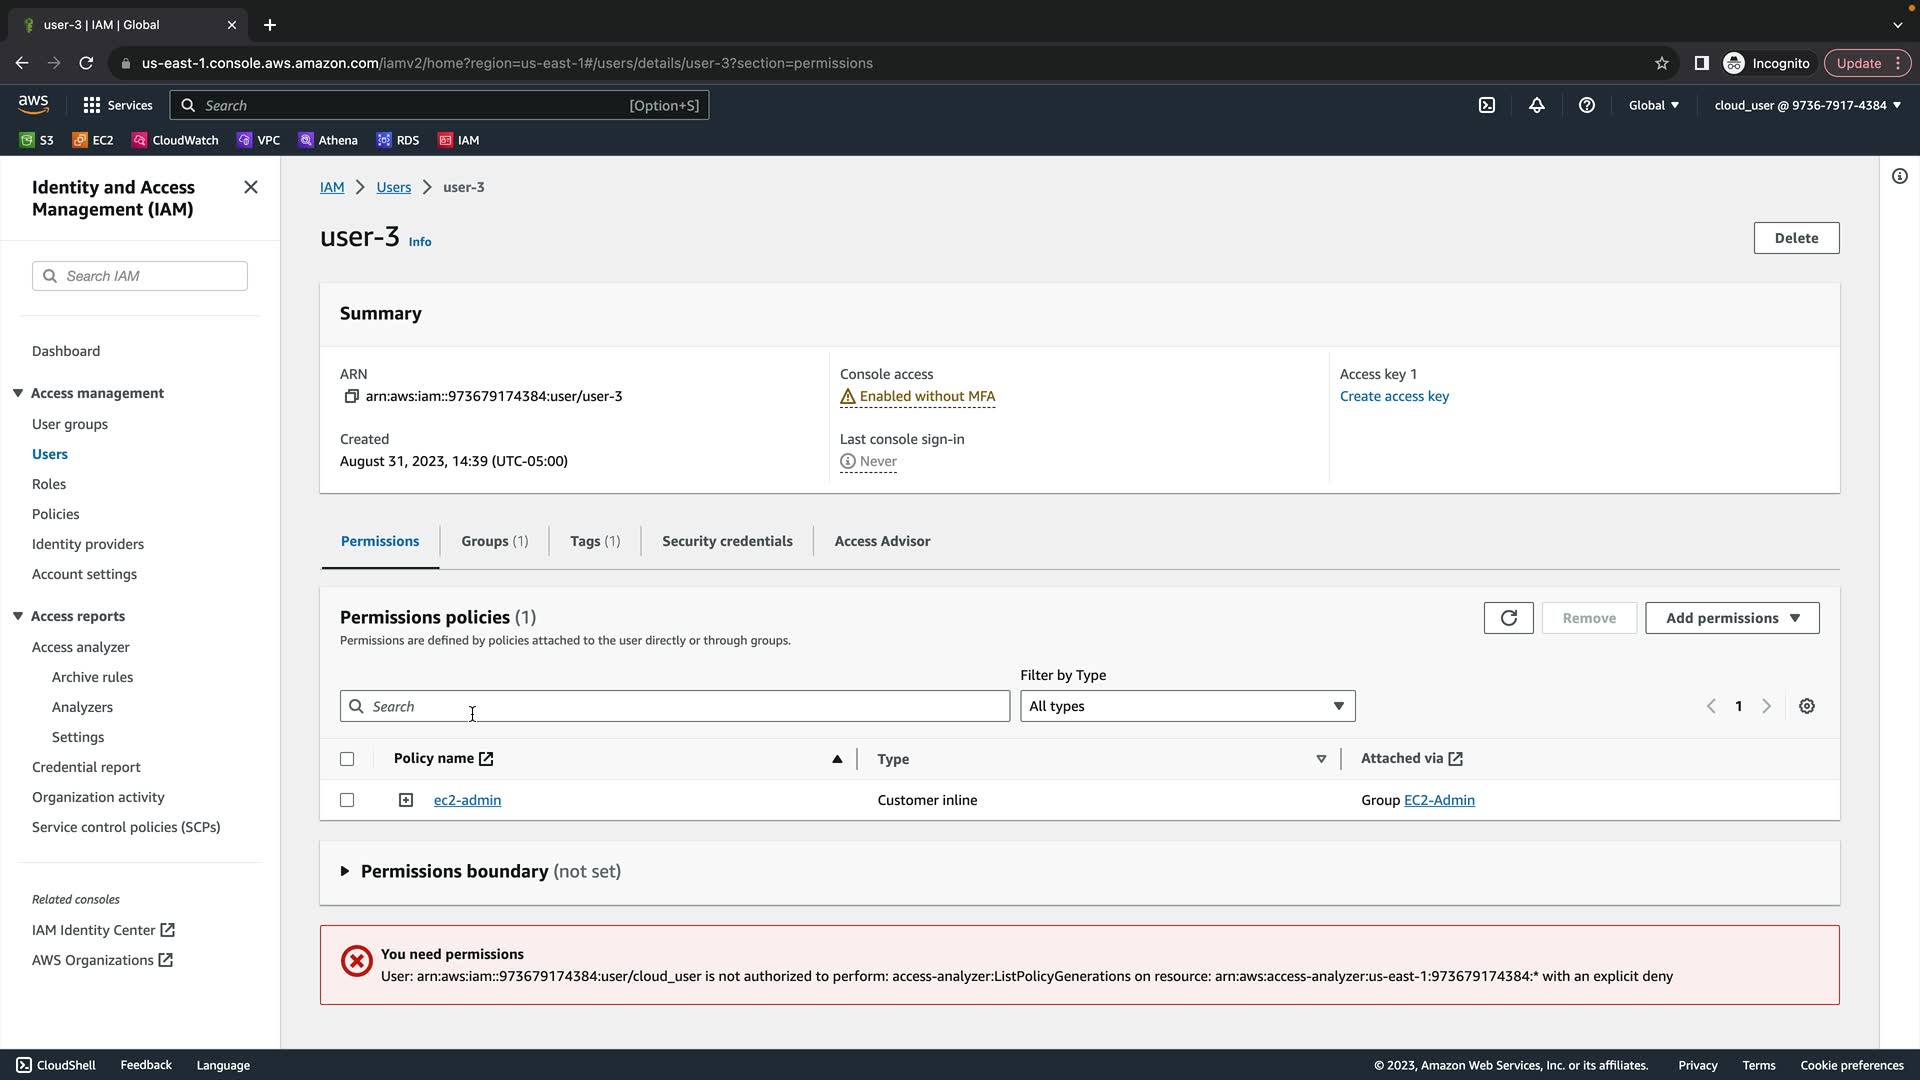 user-3 | IAM | Global
us-east-1.console.aws.amazon.com/iamv2/home?region=us-east-1#/users/details/user-3?section=permissions
Incognito
Update
aws
Services
Search
[Option+S]
Global
cloud_user @ 9736-7917-4384
S3
EC2
CloudWatch
VPC
Athena
RDS
IAM
Identity and Access
Management (IAM)
Search IAM
Dashboard
Access management
User groups
Users
Roles
Policies
Identity providers
Account settings
Access reports
Access analyzer
Archive rules
Analyzers
Settings
Credential report
Organization activity
Service control policies (SCPs)
Related consoles
IAM Identity Center
AWS Organizations
IAM > Users > user-3
user-3 Info
Delete
Summary
ARN
arn:aws:iam::973679174384:user/user-3
Created
August 31, 2023, 14:39 (UTC-05:00)
Console access
Enabled without MFA
Last console sign-in
Never
Access key 1
Create access key
Permissions
Groups (1)
Tags (1)
Security credentials
Access Advisor
Permissions policies (1)
Permissions are defined by policies attached to the user directly or through groups.
Remove
Add permissions
Filter by Type
Search
All types
1
Policy name
Type
Attached via
ec2-admin
Customer inline
Group EC2-Admin
Permissions boundary (not set)
You need permissions
User: arn:aws:iam::973679174384:user/cloud_user is not authorized to perform: access-analyzer:ListPolicyGenerations on resource: arn:aws:access-analyzer:us-east-1:973679174384:* with an explicit deny
CloudShell
Feedback
Language
© 2023, Amazon Web Services, Inc. or its affiliates.
Privacy
Terms
Cookie preferences